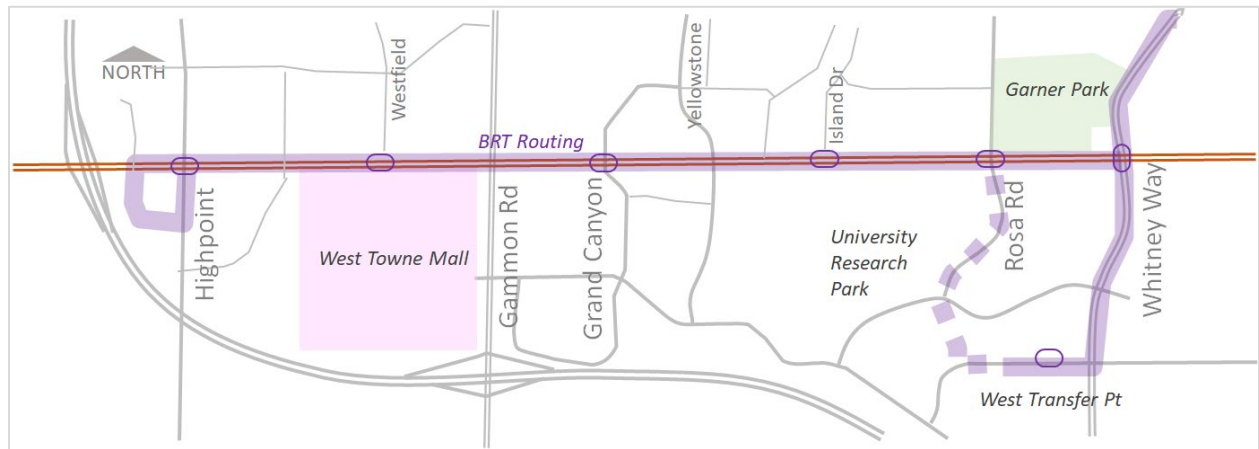 NORTH
Westfield
Yellowstone
Island Dr
Garner Park
BRT Routing
Highpoint
West Towne Mall
Gammon Rd
Grand Canyon
University
Research
Park
Rosa Rd
Whitney Way
West Transfer Pt